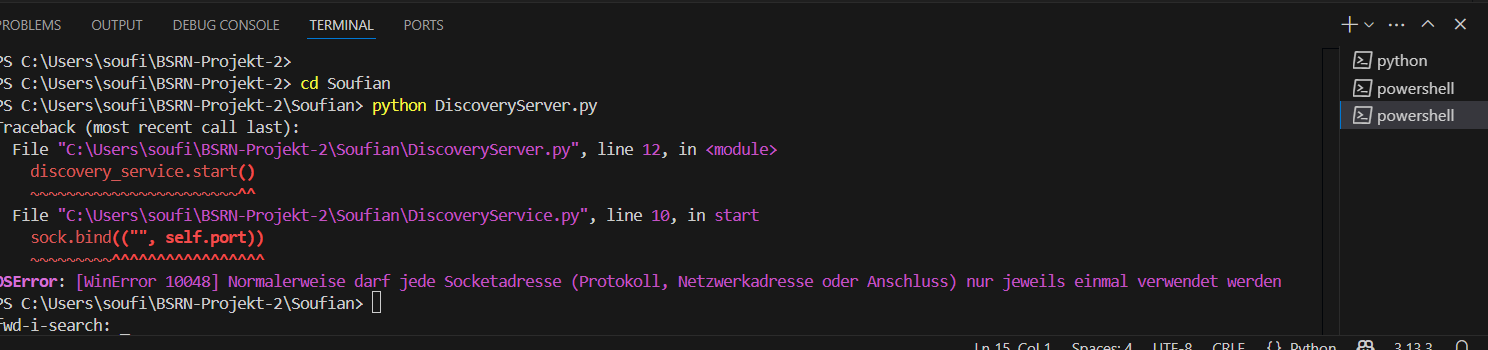 PROBLEMS OUTPUT DEBUG CONSOLE TERMINAL PORTS
PS C:\Users\soufi\BSRN-Projekt-2>
PS C:\Users\soufi\BSRN-Projekt-2> cd Soufian
PS C:\Users\soufi\BSRN-Projekt-2\Soufian> python DiscoveryServer.py
Traceback (most recent call last):
  File "C:\Users\soufi\BSRN-Projekt-2\Soufian\DiscoveryServer.py", line 12, in <module>
    discovery_service.start()
    ~~~~~~~~~~~~~~~~~~~~~~~^^
  File "C:\Users\soufi\BSRN-Projekt-2\Soufian\DiscoveryService.py", line 10, in start
    sock.bind(("", self.port))
    ~~~~~~~~~^^^^^^^^^^^^^^^^^
OSError: [WinError 10048] Normalerweise darf jede Socketadresse (Protokoll, Netzwerkadresse oder Anschluss) nur jeweils einmal verwendet werden
PS C:\Users\soufi\BSRN-Projekt-2\Soufian>
fwd-i-search: _
python
powershell
powershell
Ln 15, Col 1 Spaces: 4 UTF-8 CRLF {} Python 3.13.3